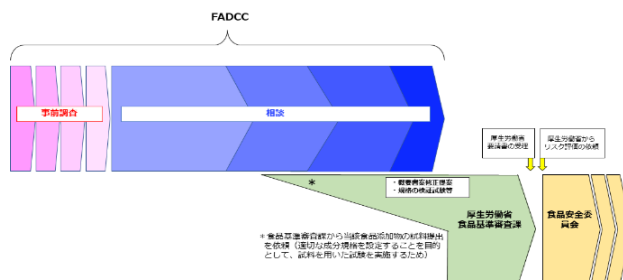 FADCC
事前調査
相談
厚生労働省
要請書の受理
厚生労働省から
リスク評価の依頼
*
・概要書案修正提案
・規格の検証試験等
厚生労働省
食品基準審査課
食品安全委
員会
*食品基準審査課から当該食品添加物の試料提出
を依頼（適切な成分規格を設定することを目的
として、試料を用いた試験を実施するため）